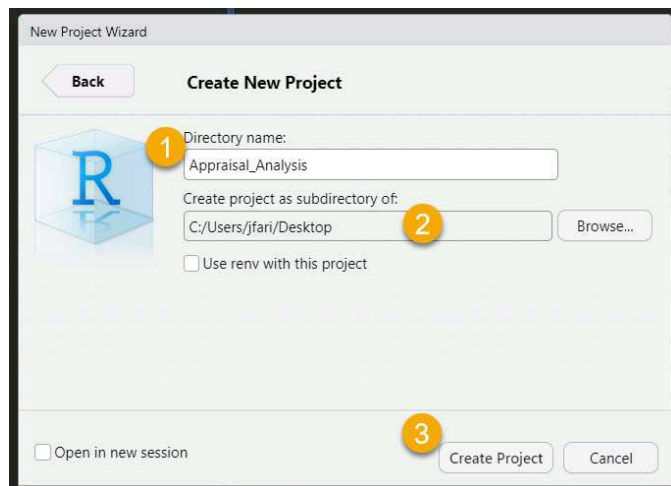 New Project Wizard
Back
Create New Project
R
1
Directory name:
Appraisal_Analysis
Create project as subdirectory of:
C:/Users/jfari/Desktop
2
Browse...
Use renv with this project
Open in new session
3
Create Project
Cancel